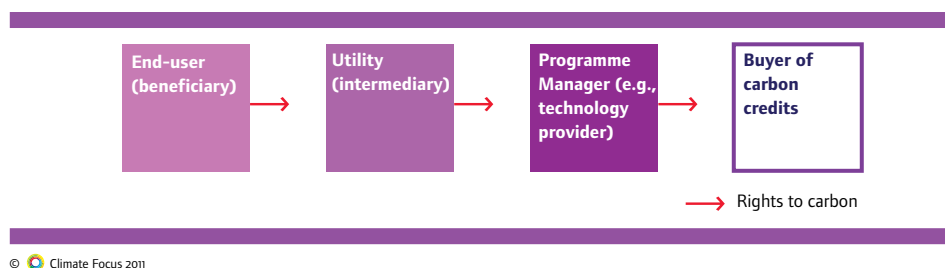 End-user
(beneficiary)
Utility
(intermediary)
Programme
Manager (e.g.,
technology
provider)
Buyer of
carbon
credits
Rights to carbon
© Climate Focus 2011